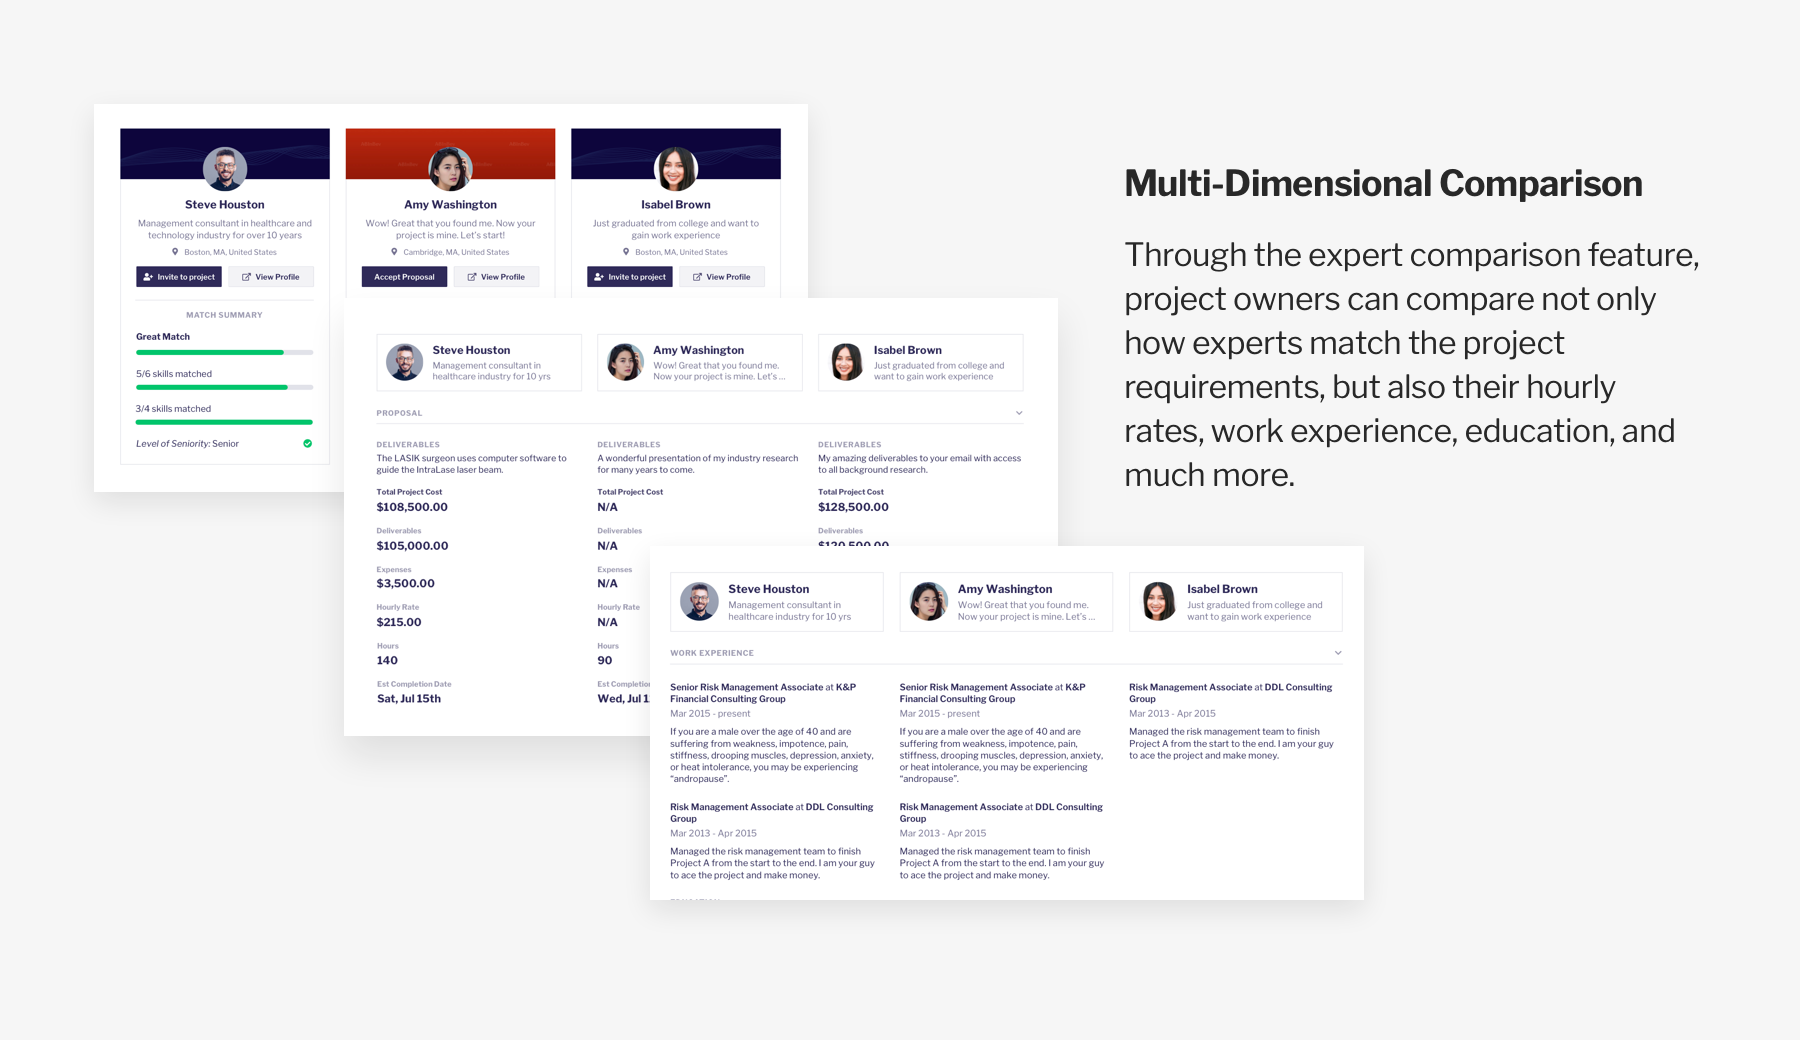 Steve Houston
Management consultant in healthcare and
technology industry for over 10 years
Boston, MA, United States
Invite to project
View Profile
MATCH SUMMARY
Great Match
5/6 skills matched
3/4 skills matched
Level of Seniority: Senior
Amy Washington
Wow! Great that you found me. Now your
project is mine. Let's start!
Cambridge, MA, United States
Accept Proposal
View Profile
Isabel Brown
Just graduated from college and want to
gain work experience
Boston, MA, United States
Invite to project
View Profile
Multi-Dimensional Comparison
Through the expert comparison feature,
project owners can compare not only
how experts match the project
requirements, but also their hourly
rates, work experience, education, and
much more.
Steve Houston
Management consultant in
healthcare industry for 10 yrs
Amy Washington
Wow! Great that you found me.
Now your project is mine. Let's ...
Isabel Brown
Just graduated from college and
want to gain work experience
PROPOSAL
DELIVERABLES
The LASIK surgeon uses computer software to
guide the IntraLase laser beam.
Total Project Cost
$108,500.00
Deliverables
$105,000.00
Expenses
$3,500.00
Hourly Rate
$215.00
Hours
140
Est Completion Date
Sat, Jul 15th
DELIVERABLES
A wonderful presentation of my industry research
for many years to come.
Total Project Cost
N/A
Deliverables
N/A
Expenses
N/A
Hourly Rate
N/A
Hours
90
Est
Wed, Jul
DELIVERABLES
My amazing deliverables to your email with access
to all background research.
Total Project Cost
$128,500.00
Deliverables
$120,500.00
Steve Houston
Management consultant in
healthcare industry for 10 yrs
Amy Washington
Wow! Great that you found me.
Now your project is mine. Let's ...
Isabel Brown
Just graduated from college and
want to gain work experience
WORK EXPERIENCE
Senior Risk Management Associate at K&P
Financial Consulting Group
Mar 2015 - present
If you are a male over the age of 40 and are
suffering from weakness, impotence, pain,
stiffness, drooping muscles, depression, anxiety,
or heat intolerance, you may be experiencing
“andropause”.
Risk Management Associate at DDL Consulting
Group
Mar 2013 - Apr 2015
Managed the risk management team to finish
Project A from the start to the end. I am your guy
to ace the project and make money.
Senior Risk Management Associate at K&P
Financial Consulting Group
Mar 2015 - present
If you are a male over the age of 40 and are
suffering from weakness, impotence, pain,
stiffness, drooping muscles, depression, anxiety,
or heat intolerance, you may be experiencing
“andropause”.
Risk Management Associate at DDL Consulting
Group
Mar 2013 - Apr 2015
Managed the risk management team to finish
Project A from the start to the end. I am your guy
to ace the project and make money.
Risk Management Associate at DDL Consulting
Group
Mar 2013 - Apr 2015
Managed the risk management team to finish
Project A from the start to the end. I am your guy
to ace the project and make money.